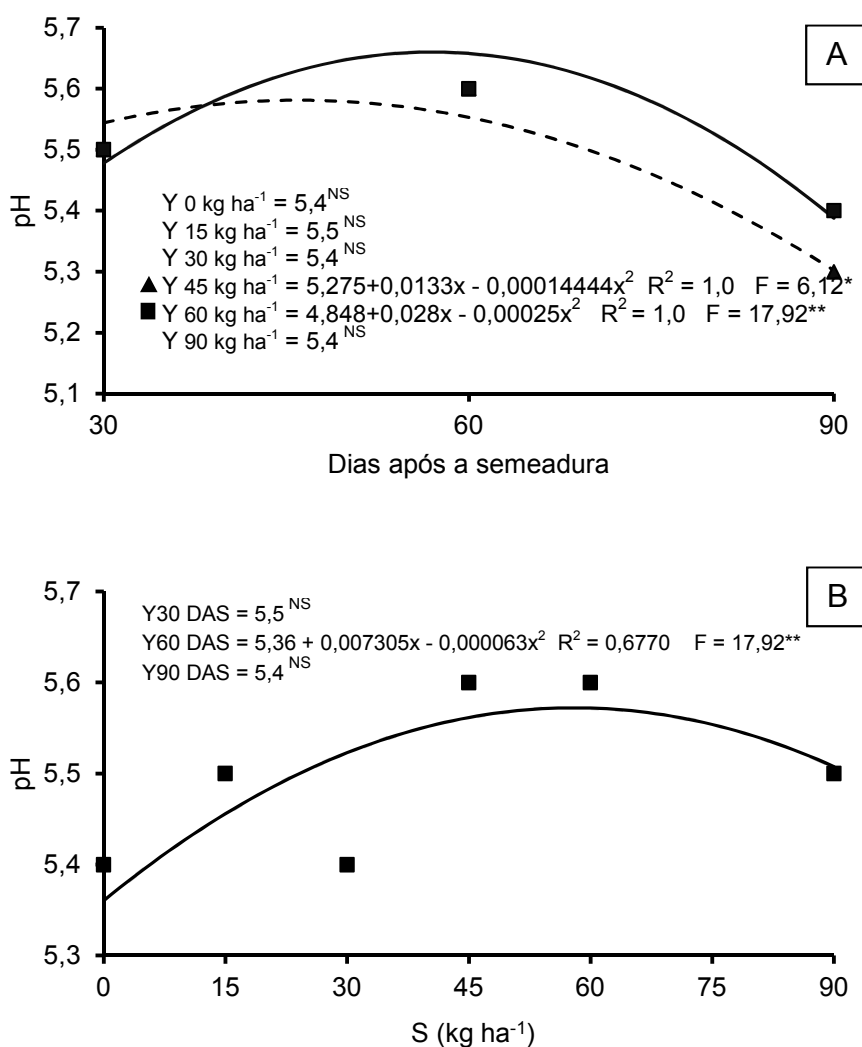 A
5,7
5,6
5,5
5,4
5,3
5,2
5,1
pH
Y 0 kg ha⁻¹ = 5,4ᴺˢ
Y 15 kg ha⁻¹ = 5,5ᴺˢ
Y 30 kg ha⁻¹ = 5,4ᴺˢ
Y 45 kg ha⁻¹ = 5,275+0,0133x - 0,00014444x² R² = 1,0 F = 6,12*
Y 60 kg ha⁻¹ = 4,848+0,028x - 0,00025x² R² = 1,0 F = 17,92**
Y 90 kg ha⁻¹ = 5,4ᴺˢ
30 60 90
Dias após a semeadura
B
5,7
5,6
5,5
5,4
5,3
pH
Y30 DAS = 5,5 ᴺˢ
Y60 DAS = 5,36 + 0,007305x - 0,000063x² R² = 0,6770 F = 17,92**
Y90 DAS = 5,4 ᴺˢ
0 15 30 45 60 75 90
S (kg ha⁻¹)